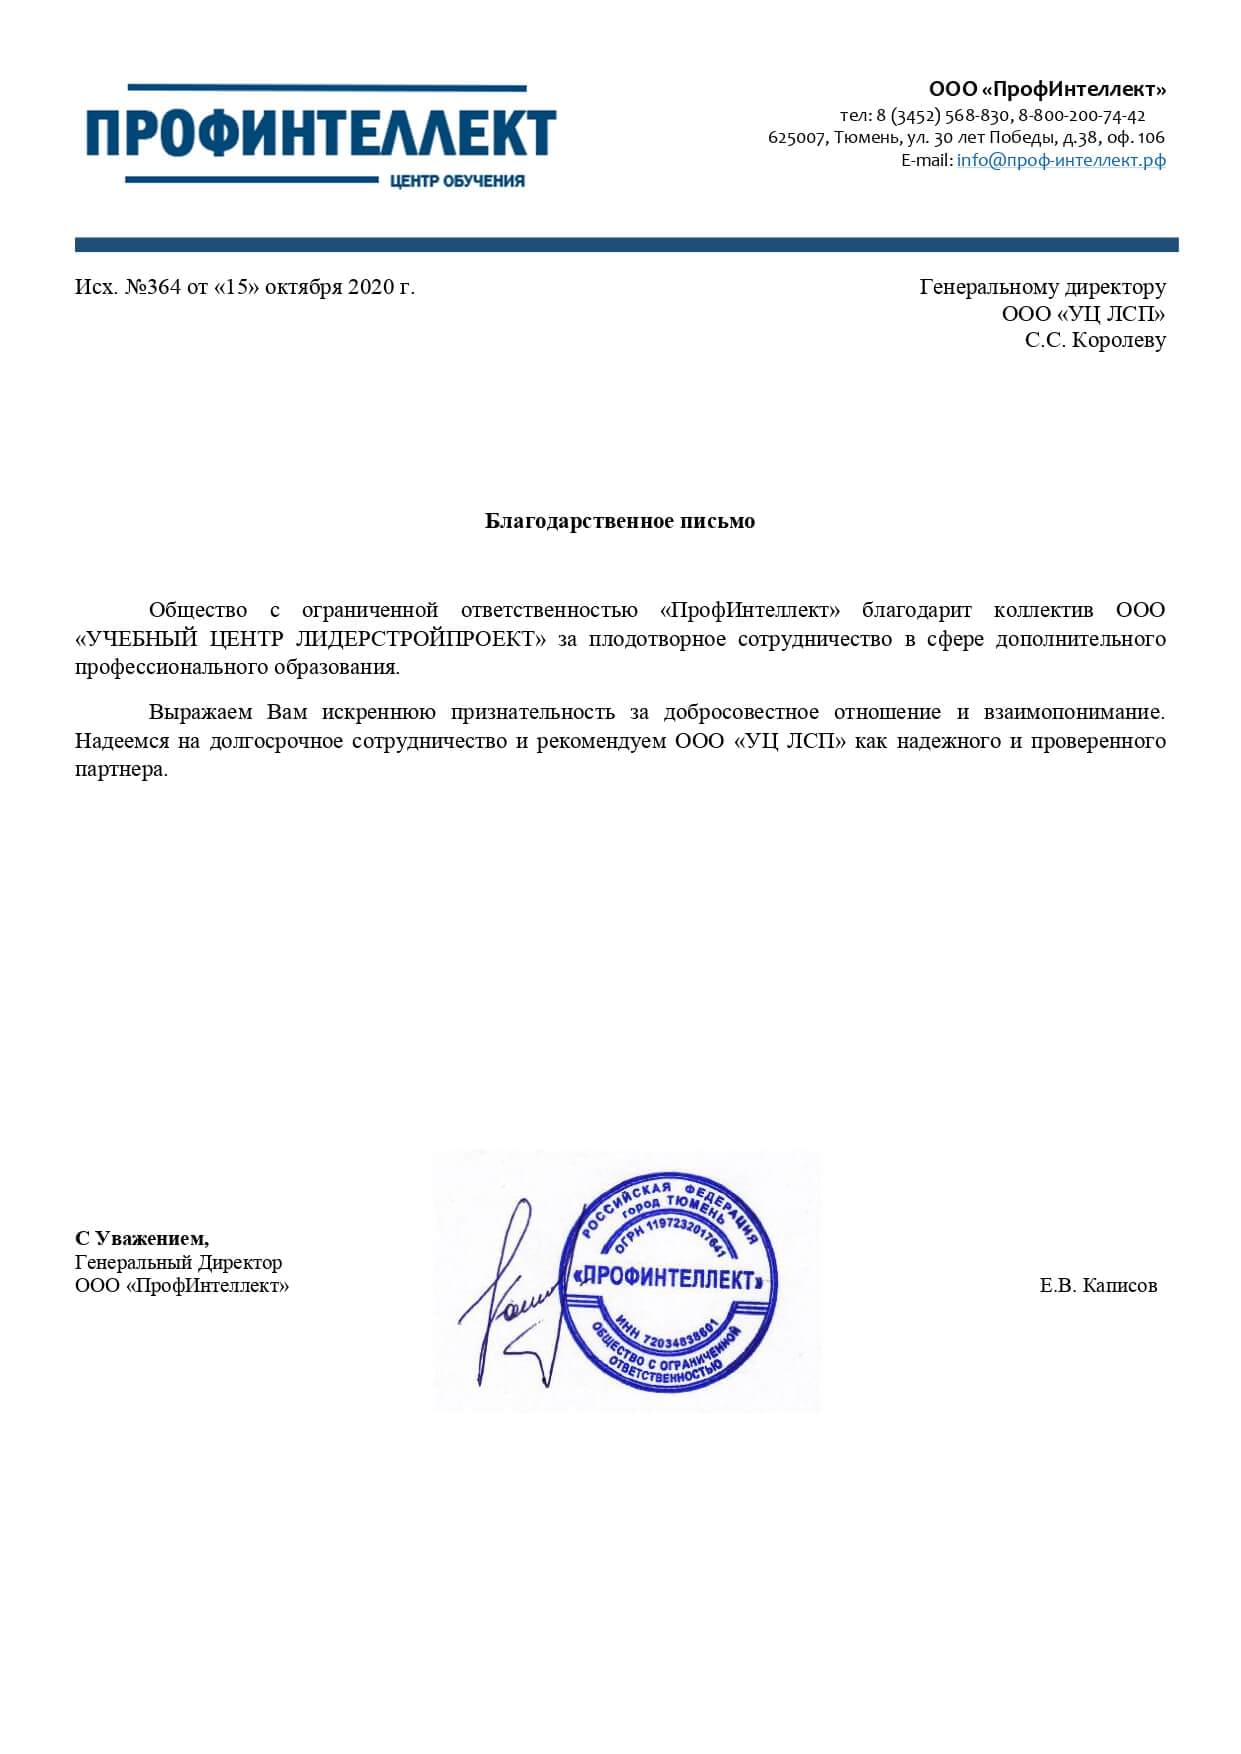 ПРОФИНТЕЛЛЕКТ
ЦЕНТР ОБУЧЕНИЯ
ООО «ПрофИнтеллект»
тел: 8 (3452) 568-830, 8-800-200-74-42
625007, Тюмень, ул. 30 лет Победы, д.38, оф. 106
E-mail: info@проф-интеллект.рф
Исх. №364 от «15» октября 2020 г.
Генеральному директору
ООО «УЦ ЛСП»
С.С. Королеву
Благодарственное письмо
Общество с ограниченной ответственностью «ПрофИнтеллект» благодарит коллектив ООО
«УЧЕБНЫЙ ЦЕНТР ЛИДЕРСТРОЙПРОЕКТ» за плодотворное сотрудничество в сфере дополнительного
профессионального образования.
Выражаем Вам искреннюю признательность за добросовестное отношение и взаимопонимание.
Надеемся на долгосрочное сотрудничество и рекомендуем ООО «УЦ ЛСП» как надежного и проверенного
партнера.
С Уважением,
Генеральный Директор
ООО «ПрофИнтеллект»
РОССИЙСКАЯ ФЕДЕРАЦИЯ
город ТЮМЕНЬ
ОГРН 1197232017641
«ПРОФИНТЕЛЛЕКТ»
ИНН 72034838601
ОБЩЕСТВО С ОГРАНИЧЕННОЙ
ОТВЕТСТВЕННОСТЬЮ
Е.В. Каписов